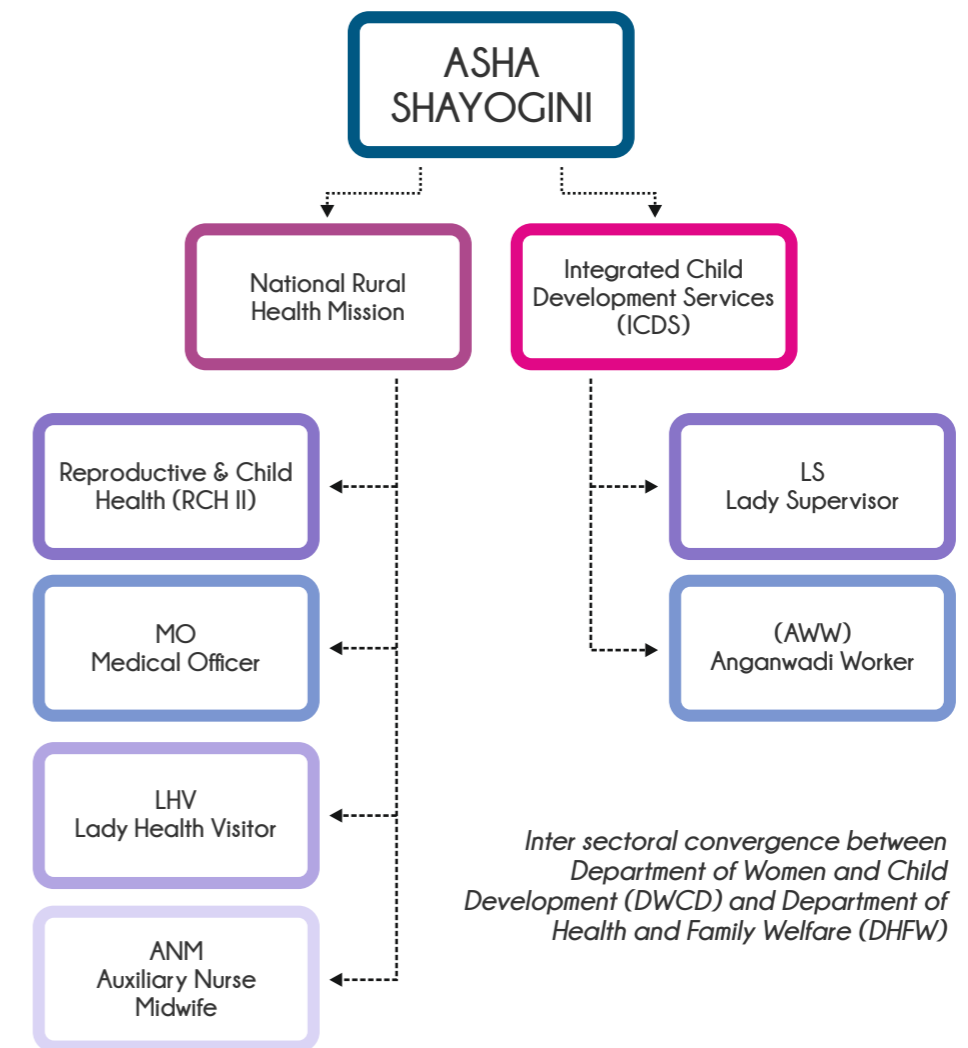 ASHA
SHAYOGINI
National Rural
Health Mission
Integrated Child
Development Services
(ICDS)
Reproductive & Child
Health (RCH II)
MO
Medical Officer
LHV
Lady Health Visitor
ANM
Auxiliary Nurse
Midwife
LS
Lady Supervisor
(AWW)
Anganwadi Worker
Inter sectoral convergence between
Department of Women and Child
Development (DWCD) and Department of
Health and Family Welfare (DHFW)